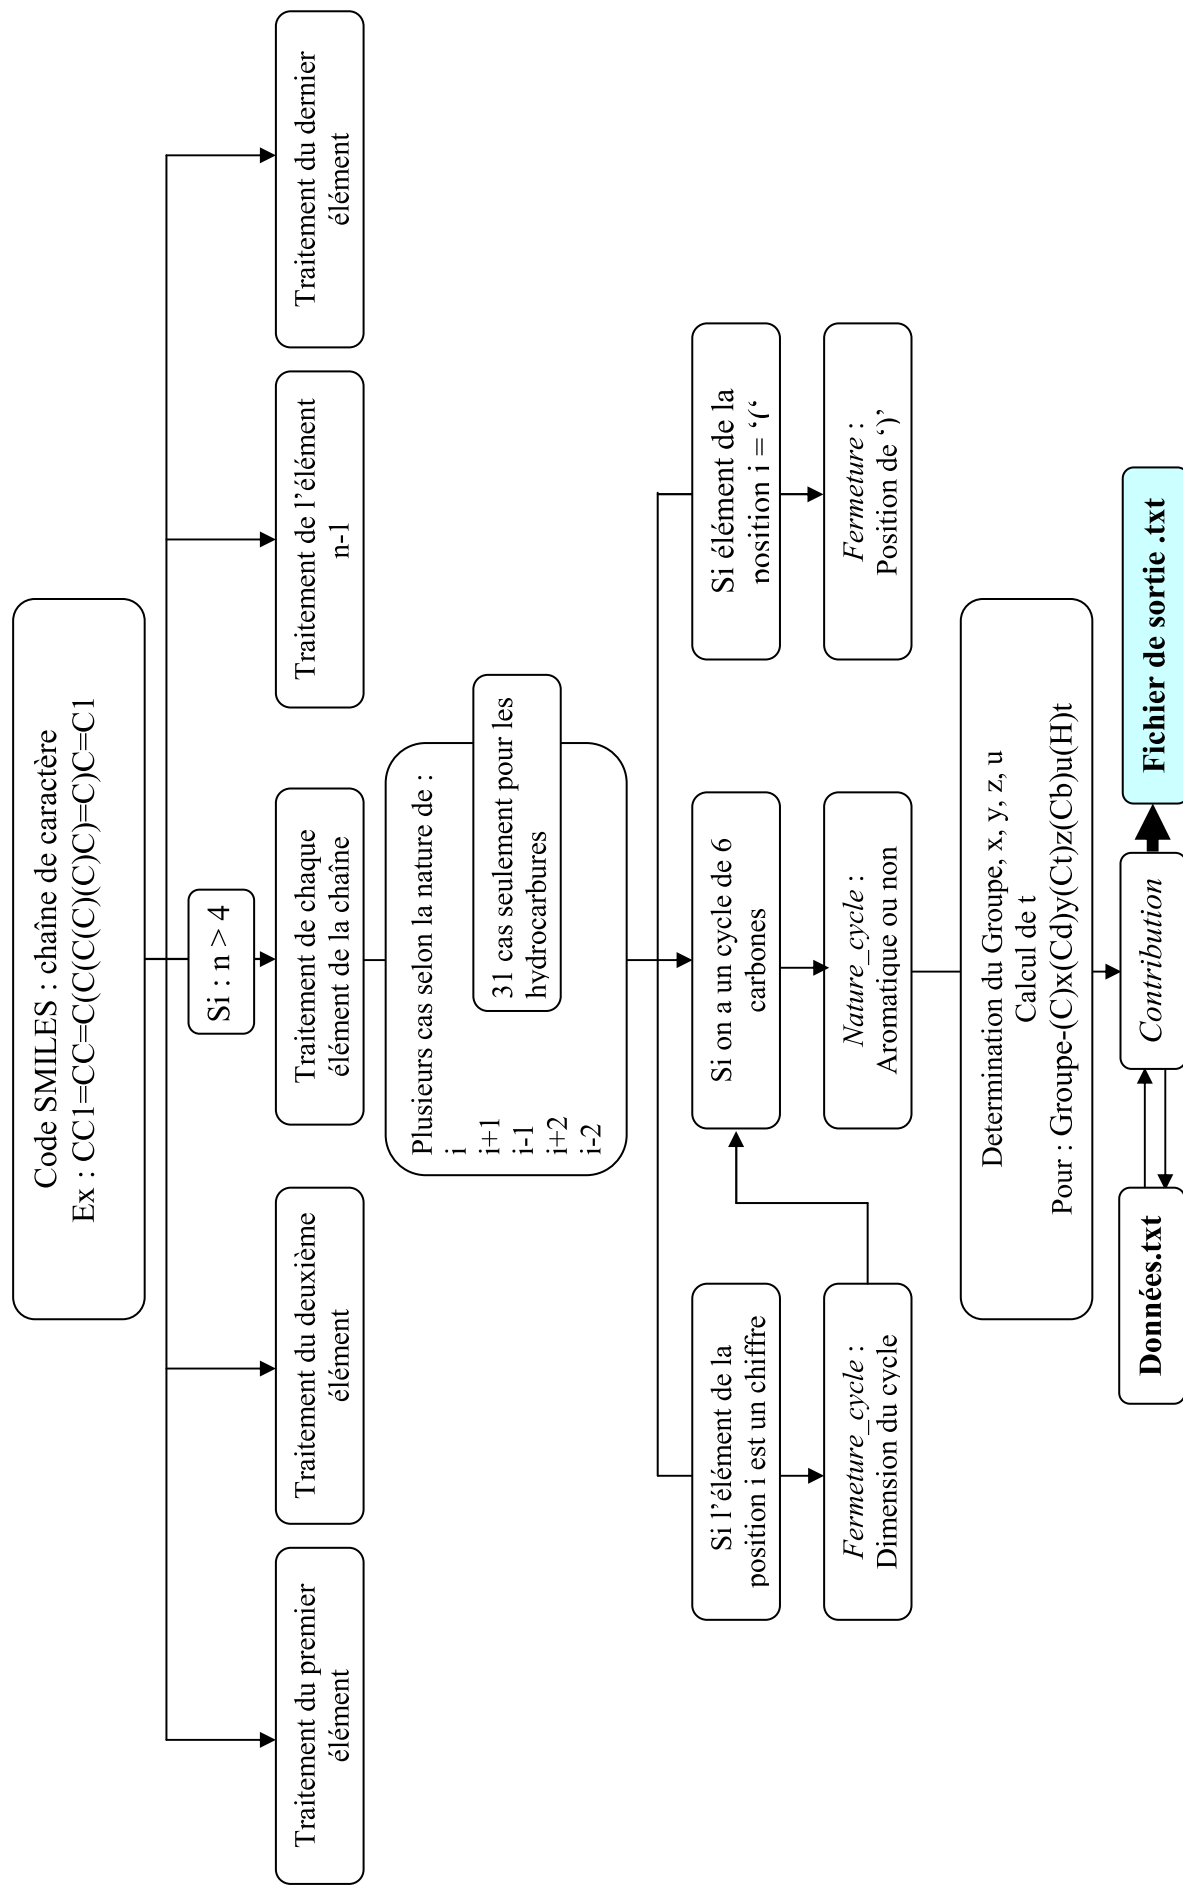 Code SMILES : chaîne de caractère
Ex : CC1=CC=C(C(C(C)(C)C)=C)C=C1
Si : n > 4
Traitement du premier
élément
Traitement du deuxième
élément
Traitement de chaque
élément de la chaîne
Traitement de l'élément
n-1
Traitement du dernier
élément
Plusieurs cas selon la nature de :
i
i+1
i-1
i+2
i-2
31 cas seulement pour les
hydrocarbures
Si l'élément de la
position i est un chiffre
Si on a un cycle de 6
carbones
Si élément de la
position i = ‘(‘
Fermeture_cycle :
Dimension du cycle
Nature_cycle :
Aromatique ou non
Fermeture :
Position de ‘)’
Determination du Groupe, x, y, z, u
Calcul de t
Pour : Groupe-(C)x(Cd)y(Ct)z(Cb)u(H)t
Données.txt
Contribution
Fichier de sortie .txt